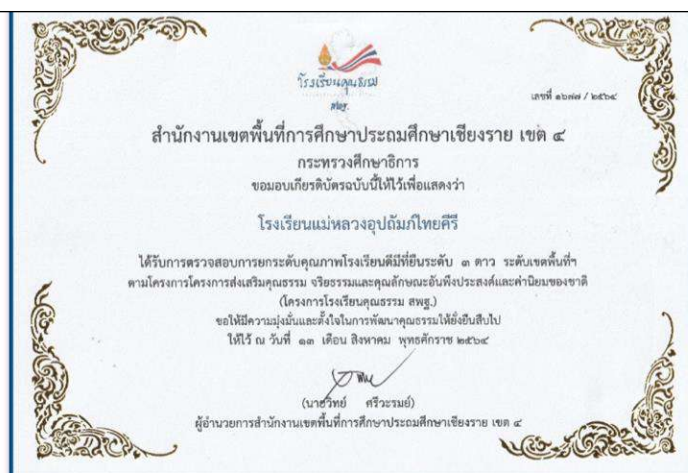 โรงเรียนคุณธรรม
สพฐ.
เลขที่ ๑๖๗๗ / ๒๕๖๔
สำนักงานเขตพื้นที่การศึกษาประถมศึกษาเชียงราย เขต ๔
กระทรวงศึกษาธิการ
ขอมอบเกียรติบัตรฉบับนี้ให้ไว้เพื่อแสดงว่า
โรงเรียนแม่หลวงอุปถัมภ์ไทยคีรี
ได้รับการตรวจสอบการยกระดับคุณภาพโรงเรียนดีมีที่ยืนระดับ ๓ ดาว ระดับเขตพื้นที่ฯ
ตามโครงการโครงการส่งเสริมคุณธรรม จริยธรรมและคุณลักษณะอันพึงประสงค์และค่านิยมของชาติ
(โครงการโรงเรียนคุณธรรม สพฐ.)
ขอให้มีความมุ่งมั่นและตั้งใจในการพัฒนาคุณธรรมให้ยั่งยืนสืบไป
ให้ไว้ ณ วันที่ ๑๓ เดือน สิงหาคม พุทธศักราช ๒๕๖๔
(นายวิทย์ ศรีวะรมย์)
ผู้อำนวยการสำนักงานเขตพื้นที่การศึกษาประถมศึกษาเชียงราย เขต ๔